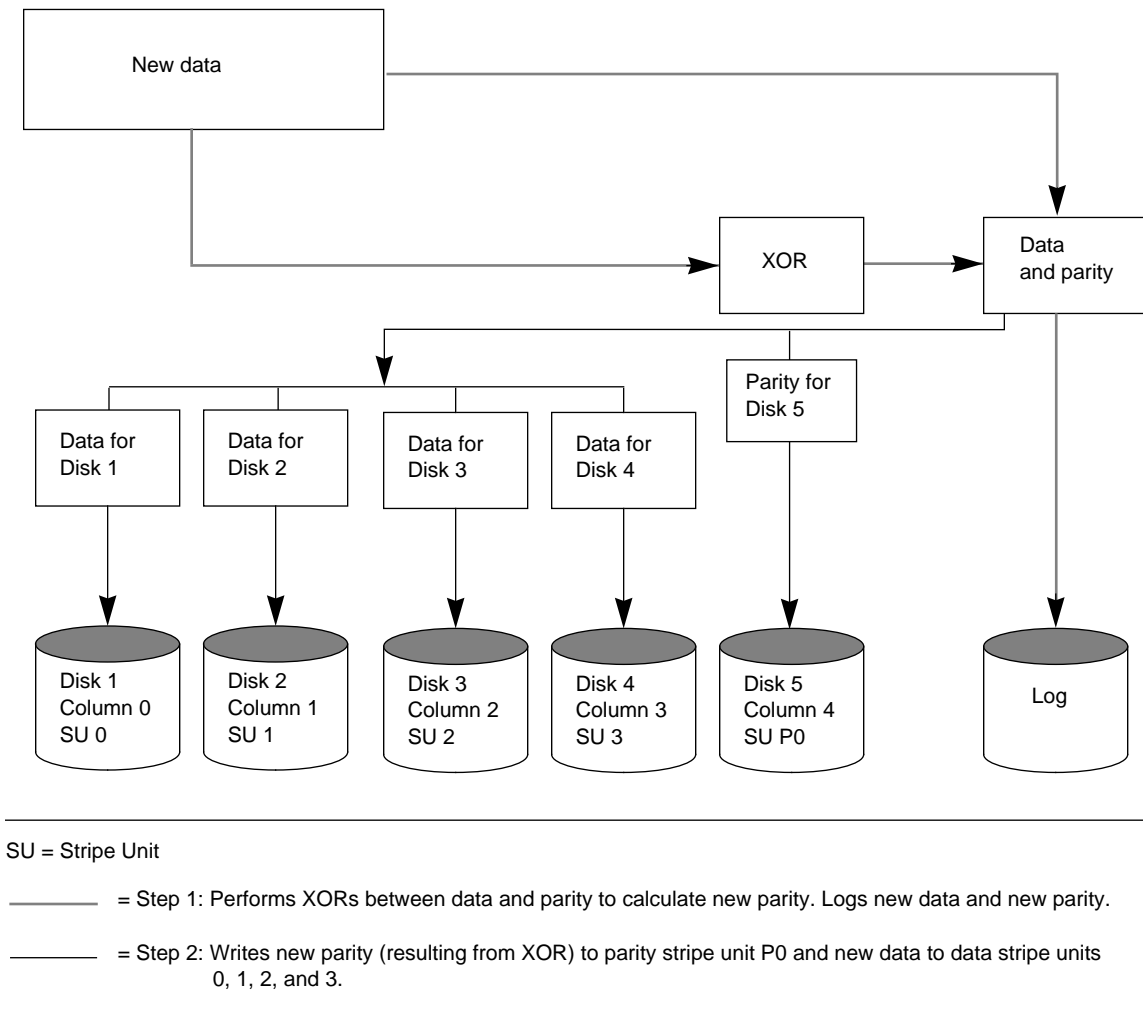 New data
XOR
Data
and parity
Parity for
Disk 5
Data for
Disk 1
Data for
Disk 2
Data for
Disk 3
Data for
Disk 4
Disk 1
Column 0
SU 0
Disk 2
Column 1
SU 1
Disk 3
Column 2
SU 2
Disk 4
Column 3
SU 3
Disk 5
Column 4
SU P0
Log
SU = Stripe Unit
= Step 1: Performs XORs between data and parity to calculate new parity. Logs new data and new parity.
= Step 2: Writes new parity (resulting from XOR) to parity stripe unit P0 and new data to data stripe units
0, 1, 2, and 3.